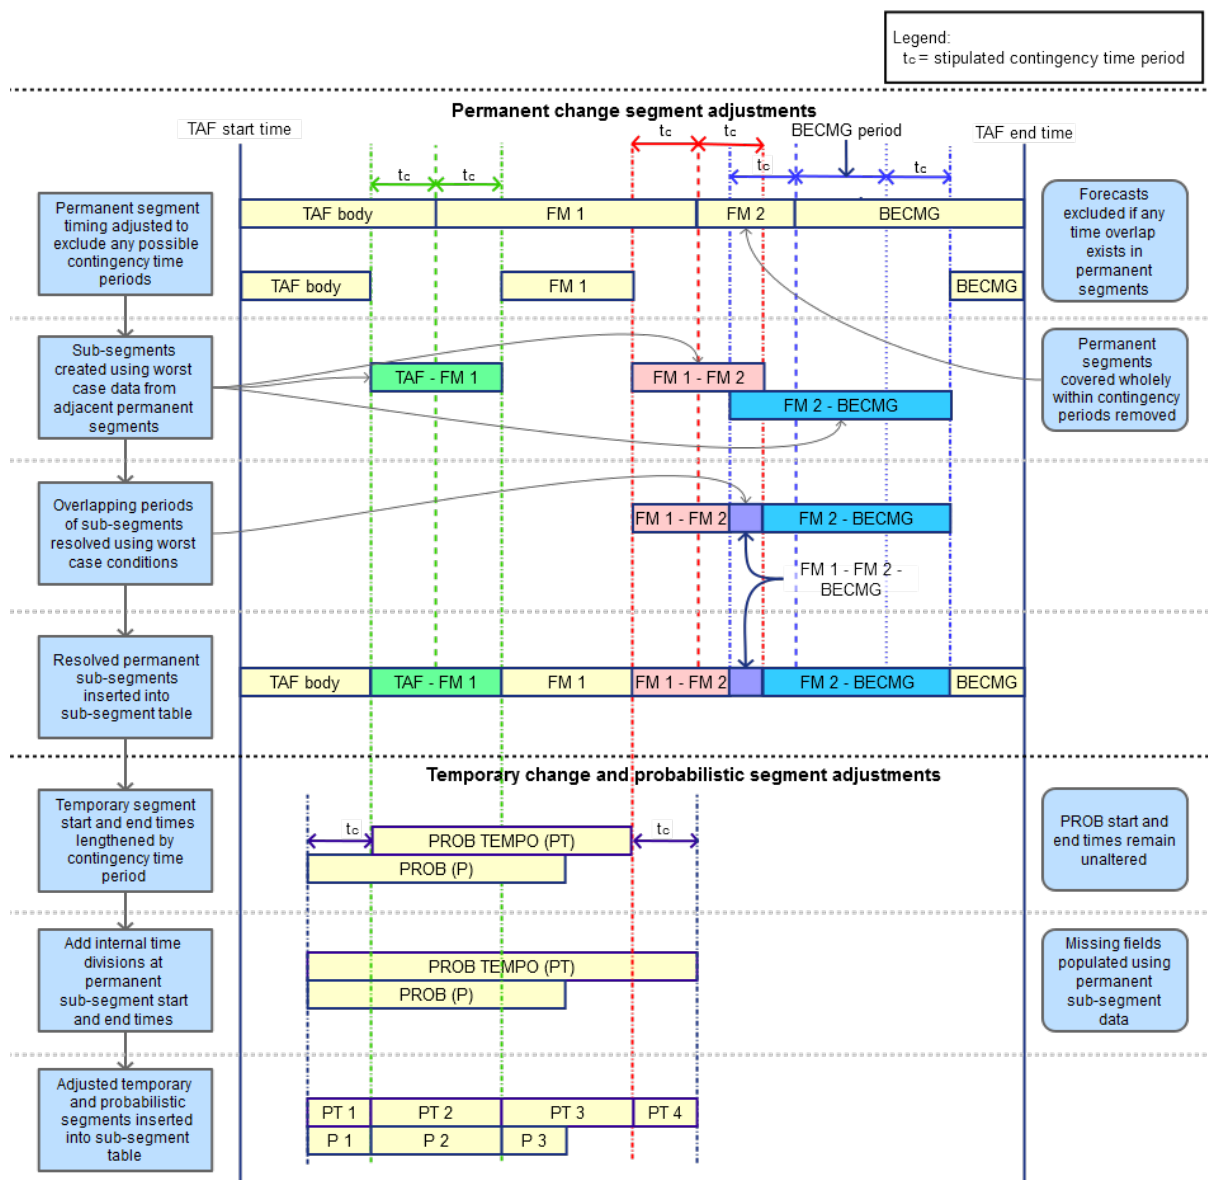 Legend:
tc = stipulated contingency time period
Permanent change segment adjustments
TAF start time
tc
tc
BECMG period
TAF end time
tc
tc
tc
tc
Permanent segment
timing adjusted to
exclude any possible
contingency time
periods
TAF body
FM 1
FM 2
BECMG
Forecasts
excluded if any
time overlap
exists in
permanent
segments
TAF body
FM 1
BECMG
Sub-segments
created using worst
case data from
adjacent permanent
segments
TAF - FM 1
FM 1 - FM 2
FM 2 - BECMG
Permanent
segments
covered wholely
within contingency
periods removed
Overlapping periods
of sub-segments
resolved using worst
case conditions
FM 1 - FM 2
FM 2 - BECMG
FM 1 - FM 2 -
BECMG
Resolved permanent
sub-segments
inserted into
sub-segment table
TAF body
TAF - FM 1
FM 1
FM 1 - FM 2
FM 2 - BECMG
BECMG
Temporary change and probabilistic segment adjustments
Temporary segment
start and end times
lengthened by
contingency time
period
tc
PROB TEMPO (PT)
tc
PROB (P)
PROB start and
end times remain
unaltered
Add internal time
divisions at
permanent
sub-segment start
and end times
PROB TEMPO (PT)
PROB (P)
Missing fields
populated using
permanent
sub-segment
data
Adjusted temporary
and probabilistic
segments inserted
into sub-segment
table
PT 1
PT 2
PT 3
PT 4
P 1
P 2
P 3